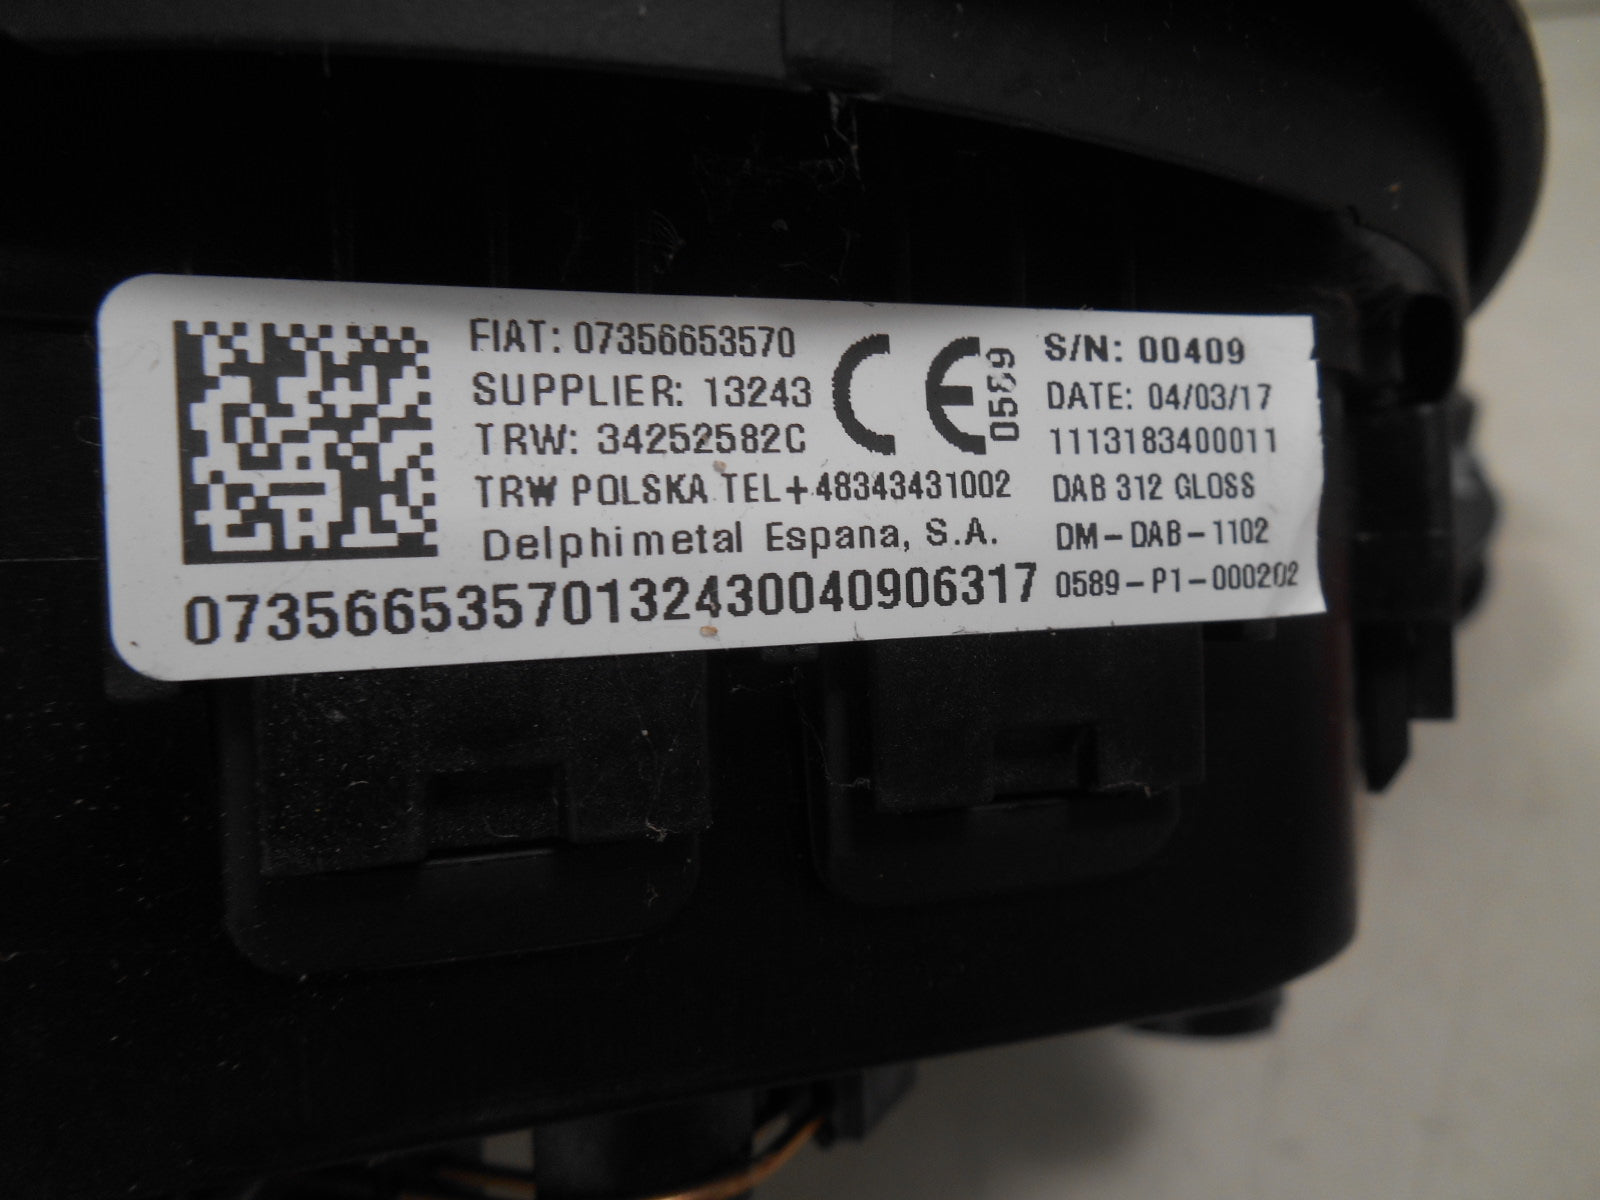 FIAT: 07356653570
SUPPLIER: 13243
TRW: 34252582C
TRW POLSKA TEL+48343431002
Delphimetal Espana, S.A.
07356653570132430040906317
CE 0589
S/N: 00409
DATE: 04/03/17
1113183400011
DAB 312 GLOSS
DM-DAB-1102
0589-P1-000202